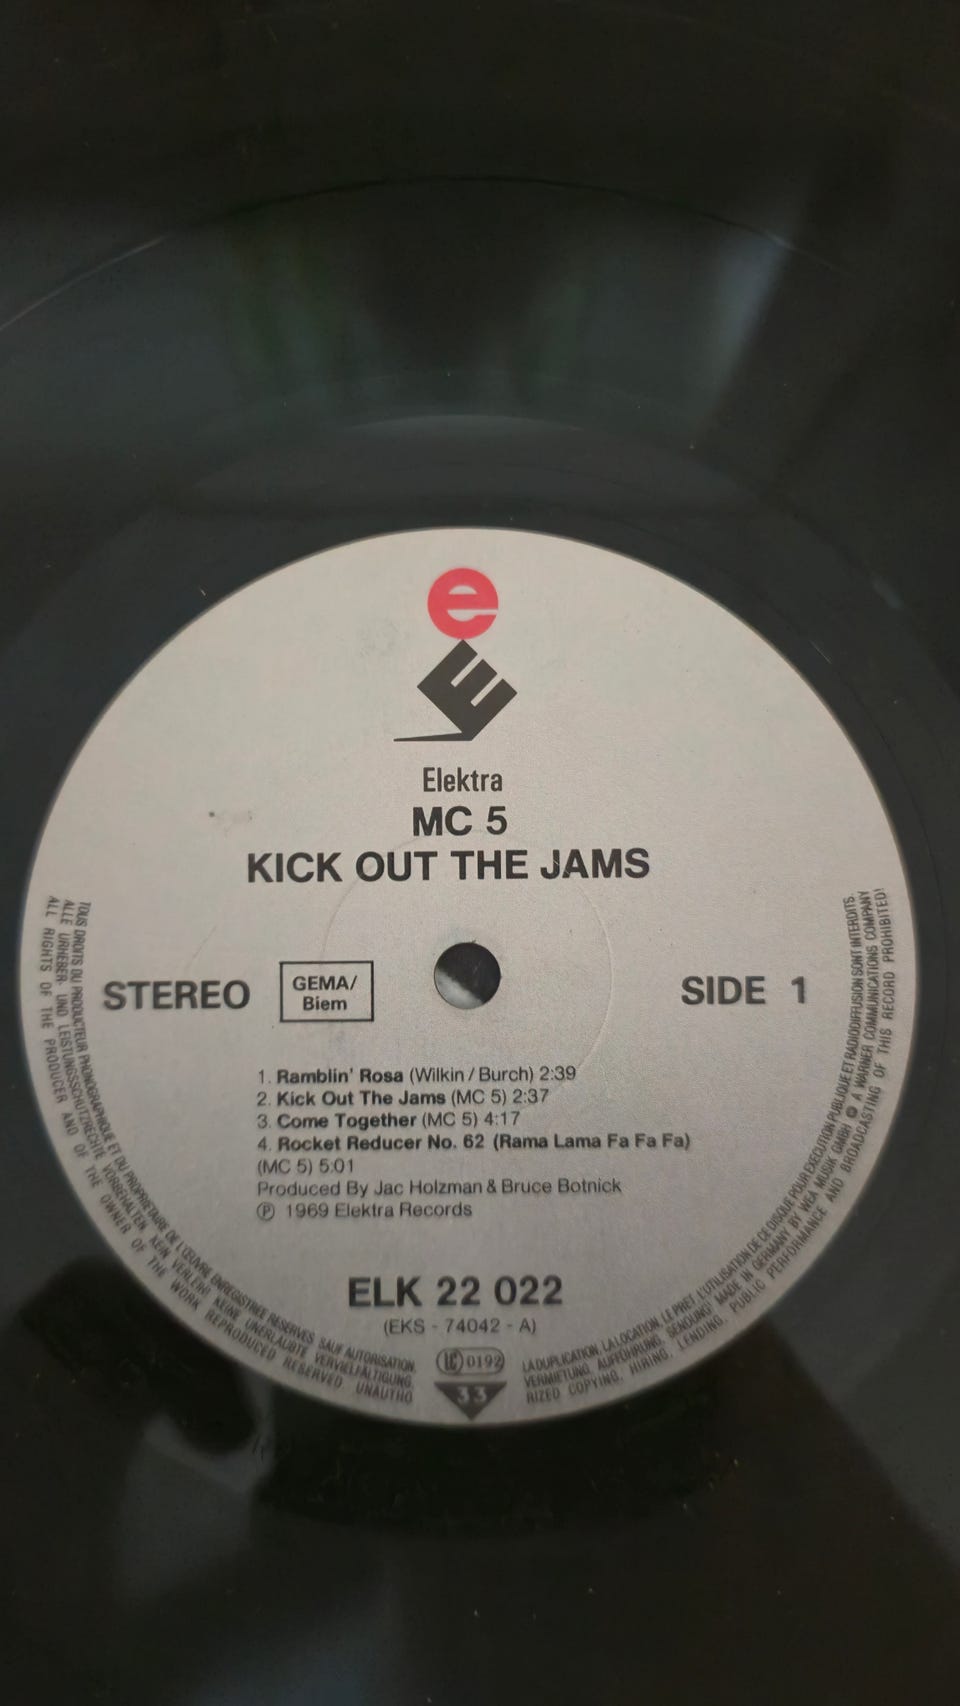 e
E
Elektra
MC 5
KICK OUT THE JAMS
STEREO
GEMA/
Biem
SIDE 1
1. Ramblin' Rosa (Wilkin / Burch) 2:39
2. Kick Out The Jams (MC 5) 2:37
3. Come Together (MC 5) 4:17
4. Rocket Reducer No. 62 (Rama Lama Fa Fa Fa)
(MC 5) 5:01
Produced By Jac Holzman & Bruce Botnick
Ⓟ 1969 Elektra Records
ELK 22 022
(EKS - 74042 - A)
LC 0192
33
TOUS DROITS DU PRODUCTEUR PHONOGRAPHIQUE ET DU PROPRIETAIRE DE L'ŒUVRE ENREGISTREE RESERVES SAUF AUTORISATION, LA DUPLICATION, LA LOCATION, LE PRET, L'UTILISATION DE CE DISQUE POUR EXECUTION PUBLIQUE ET RADIODIFFUSION SONT INTERDITS.
ALLE URHEBER- UND LEISTUNGSSCHUTZRECHTE VORBEHALTEN. KEIN VERLEIH! KEINE UNERLAUBTE VERVIELFÄLTIGUNG, VERMIETUNG, AUFFÜHRUNG, SENDUNG! MADE IN GERMANY BY WEA MUSIK GMBH A WARNER COMMUNICATIONS COMPANY
ALL RIGHTS OF THE PRODUCER AND OF THE OWNER OF THE WORK REPRODUCED RESERVED. UNAUTHORIZED COPYING, HIRING, LENDING, PUBLIC PERFORMANCE AND BROADCASTING OF THIS RECORD PROHIBITED!